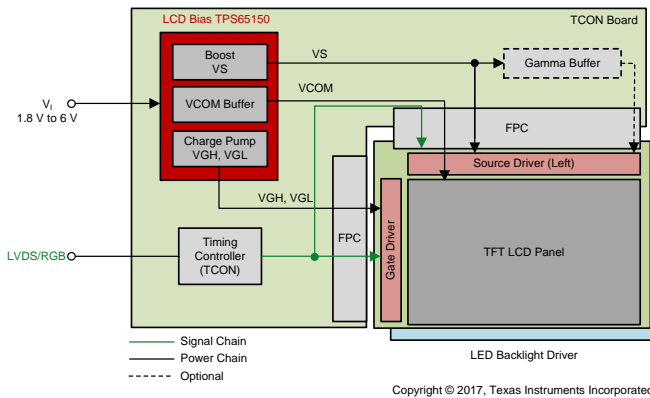 LCD Bias TPS65150
TCON Board
Boost
VS
VS
Gamma Buffer
VCOM
VI
1.8 V to 6 V
VCOM Buffer
FPC
Charge Pump
VGH, VGL
Source Driver (Left)
VGH, VGL
FPC
Gate Driver
TFT LCD Panel
Timing
Controller
(TCON)
LVDS/RGB
Signal Chain
Power Chain
Optional
LED Backlight Driver
Copyright © 2017, Texas Instruments Incorporated